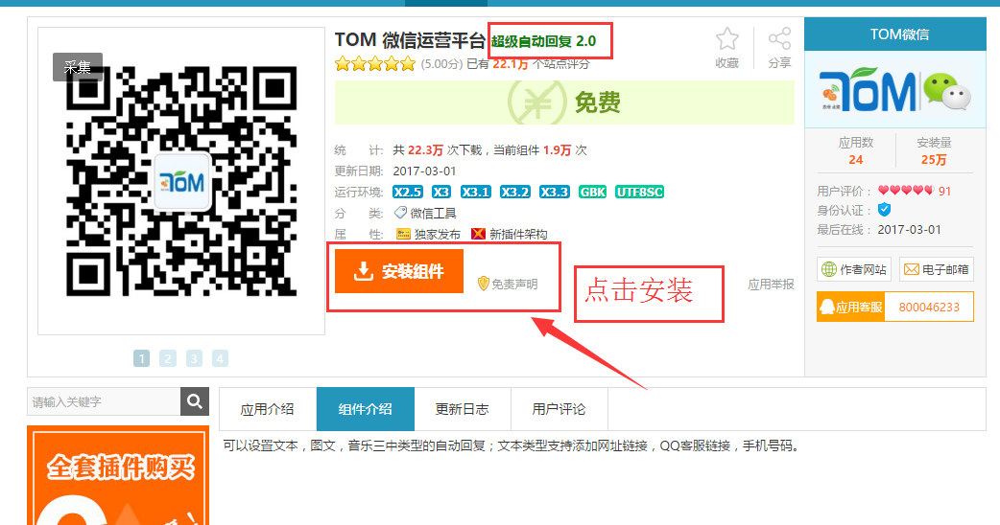 采集
TOM
TOM 微信运营平台 超级自动回复 2.0
(5.00分) 已有 22.1万 个站点评分
收藏
分享
¥ 免费
统 计: 共 22.3万 次下载，当前组件 1.9万 次
更新日期: 2017-03-01
运行环境: X2.5 X3 X3.1 X3.2 X3.3 GBK UTF8SC
分 类: 微信工具
属 性: 独家发布 新插件架构
安装组件
免责声明
点击安装
应用举报
1 2 3 4
TOM微信
TOM
应用数
24
安装量
25万
用户评价： 91
身份认证：
最后在线： 2017-03-01
作者网站
电子邮箱
应用客服 800046233
请输入关键字
应用介绍
组件介绍
更新日志
用户评论
可以设置文本，图文，音乐三中类型的自动回复；文本类型支持添加网址链接，QQ客服链接，手机号码。
全套插件购买